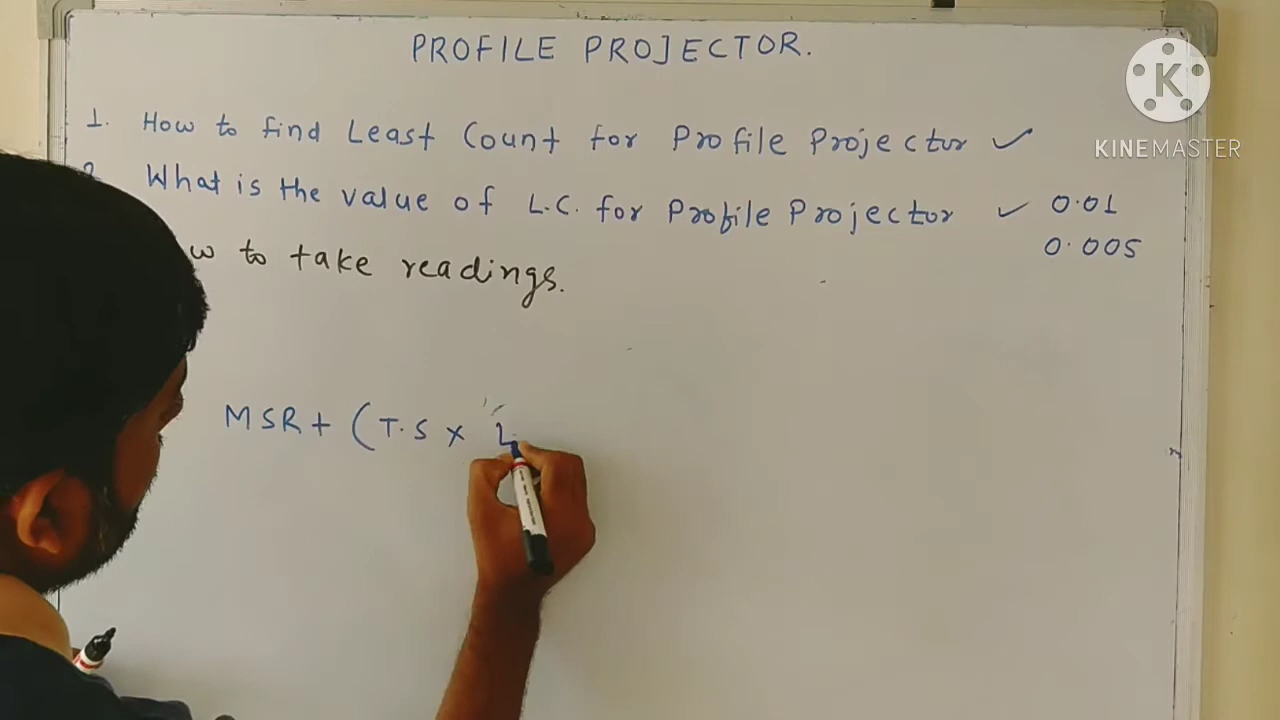 PROFILE PROJECTOR.
K
KINEMASTER
1. How to find Least Count for Profile Projector ✓
What is the value of L.C. for Profile Projector ✓ 0.01
0.005
to take readings.
MSR + (T.S × L